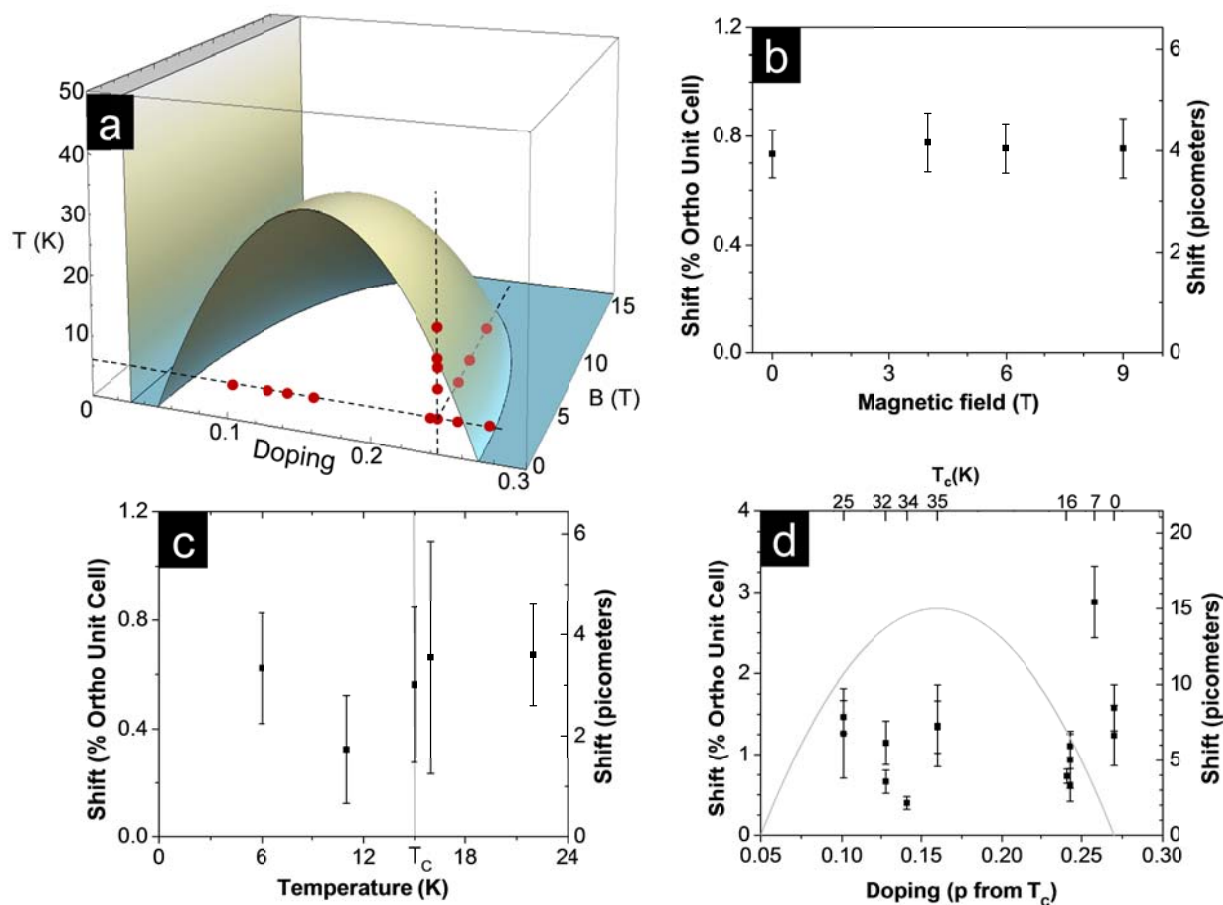 a
50
40
30
20
10
T (K)
0
0.1
0.2
0.3
Doping
0
5
10
15
B (T)
b
1.2
0.8
0.4
0.0
Shift (% Ortho Unit Cell)
6
4
2
0
Shift (picometers)
0 3 6 9
Magnetic field (T)
c
1.2
0.8
0.4
0.0
Shift (% Ortho Unit Cell)
6
4
2
0
Shift (picometers)
0 6 12 T_C 18 24
Temperature (K)
T_c(K)
25 32 34 35 16 7 0
d
4
3
2
1
0
Shift (% Ortho Unit Cell)
20
15
10
5
0
Shift (picometers)
0.05 0.10 0.15 0.20 0.25 0.30
Doping (p from T_c)